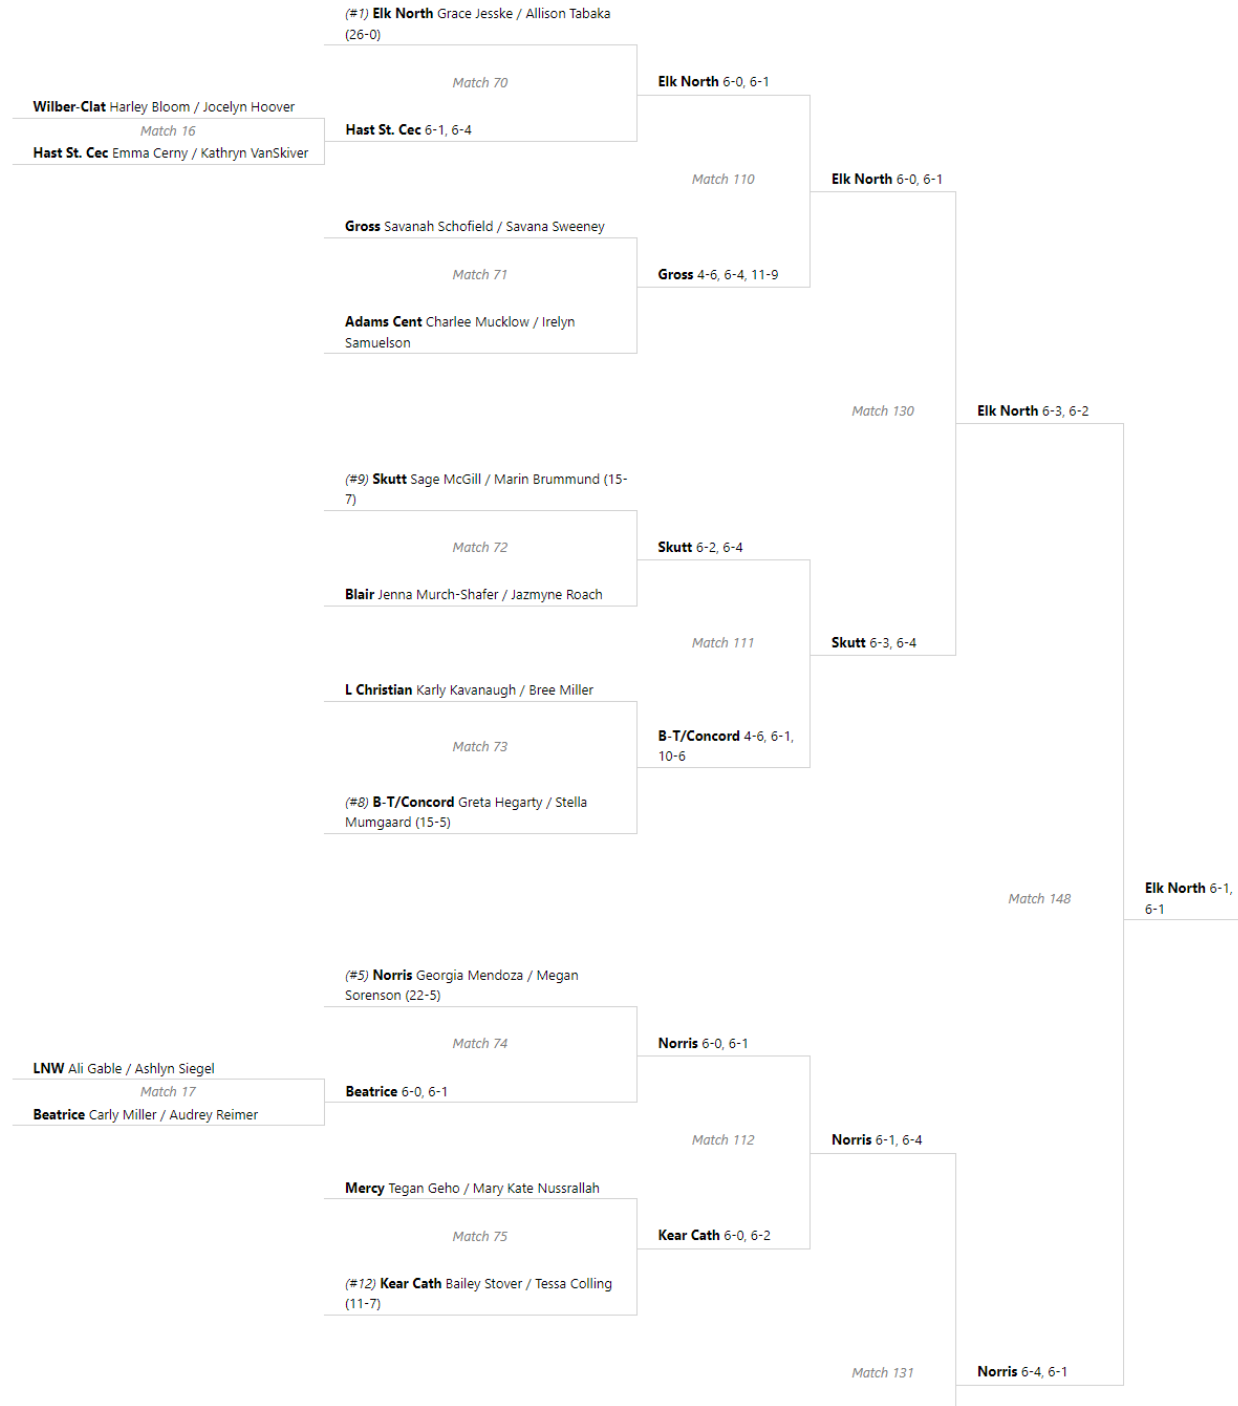 (#1) Elk North Grace Jesske / Allison Tabaka
(26-0)
Match 70
Elk North 6-0, 6-1
Wilber-Clat Harley Bloom / Jocelyn Hoover
Match 16
Hast St. Cec 6-1, 6-4
Hast St. Cec Emma Cerny / Kathryn VanSkiver
Match 110
Elk North 6-0, 6-1
Gross Savanah Schofield / Savana Sweeney
Match 71
Gross 4-6, 6-4, 11-9
Adams Cent Charlee Mucklow / Irelyn
Samuelson
Match 130
Elk North 6-3, 6-2
(#9) Skutt Sage McGill / Marin Brummund (15-
7)
Match 72
Skutt 6-2, 6-4
Blair Jenna Murch-Shafer / Jazmyne Roach
Match 111
Skutt 6-3, 6-4
L Christian Karly Kavanaugh / Bree Miller
Match 73
B-T/Concord 4-6, 6-1,
10-6
(#8) B-T/Concord Greta Hegarty / Stella
Mumgaard (15-5)
Match 148
Elk North 6-1,
6-1
(#5) Norris Georgia Mendoza / Megan
Sorenson (22-5)
Match 74
Norris 6-0, 6-1
LNW Ali Gable / Ashlyn Siegel
Match 17
Beatrice 6-0, 6-1
Beatrice Carly Miller / Audrey Reimer
Match 112
Norris 6-1, 6-4
Mercy Tegan Geho / Mary Kate Nussrallah
Match 75
Kear Cath 6-0, 6-2
(#12) Kear Cath Bailey Stover / Tessa Colling
(11-7)
Match 131
Norris 6-4, 6-1